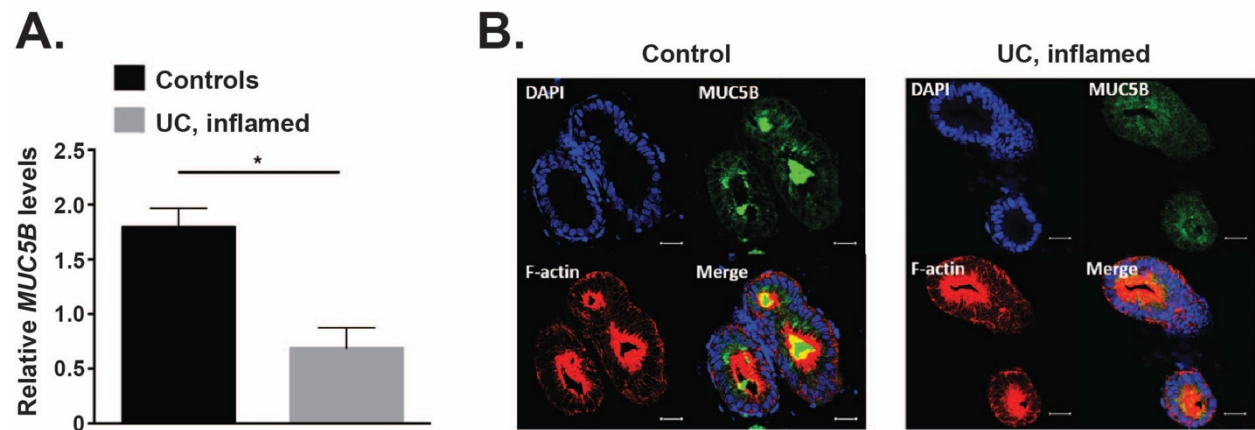 A.
Controls
UC, inflamed
Relative MUC5B levels
2.5
2.0
1.5
1.0
0.5
0
*
B.
Control
DAPI
MUC5B
F-actin
Merge
UC, inflamed
DAPI
MUC5B
F-actin
Merge